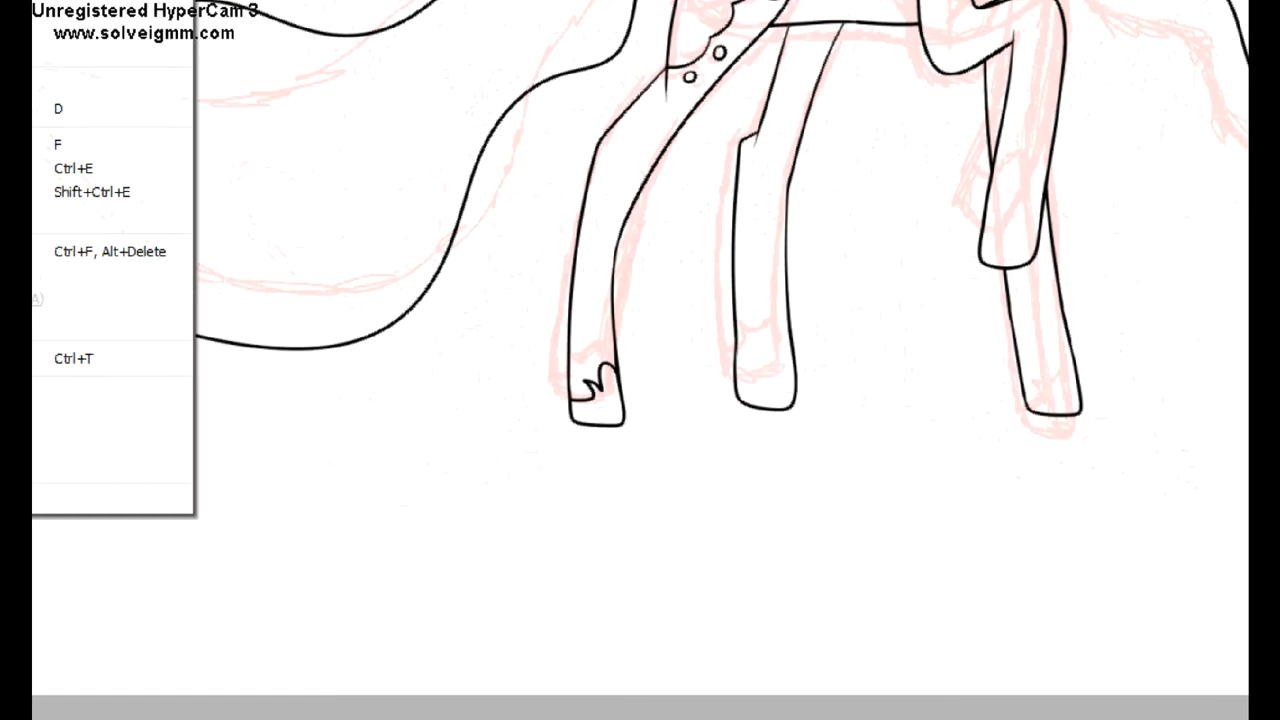 Unregistered HyperCam 3
www.solveigmm.com
D
F
Ctrl+E
Shift+Ctrl+E
Ctrl+F, Alt+Delete
A)
Ctrl+T